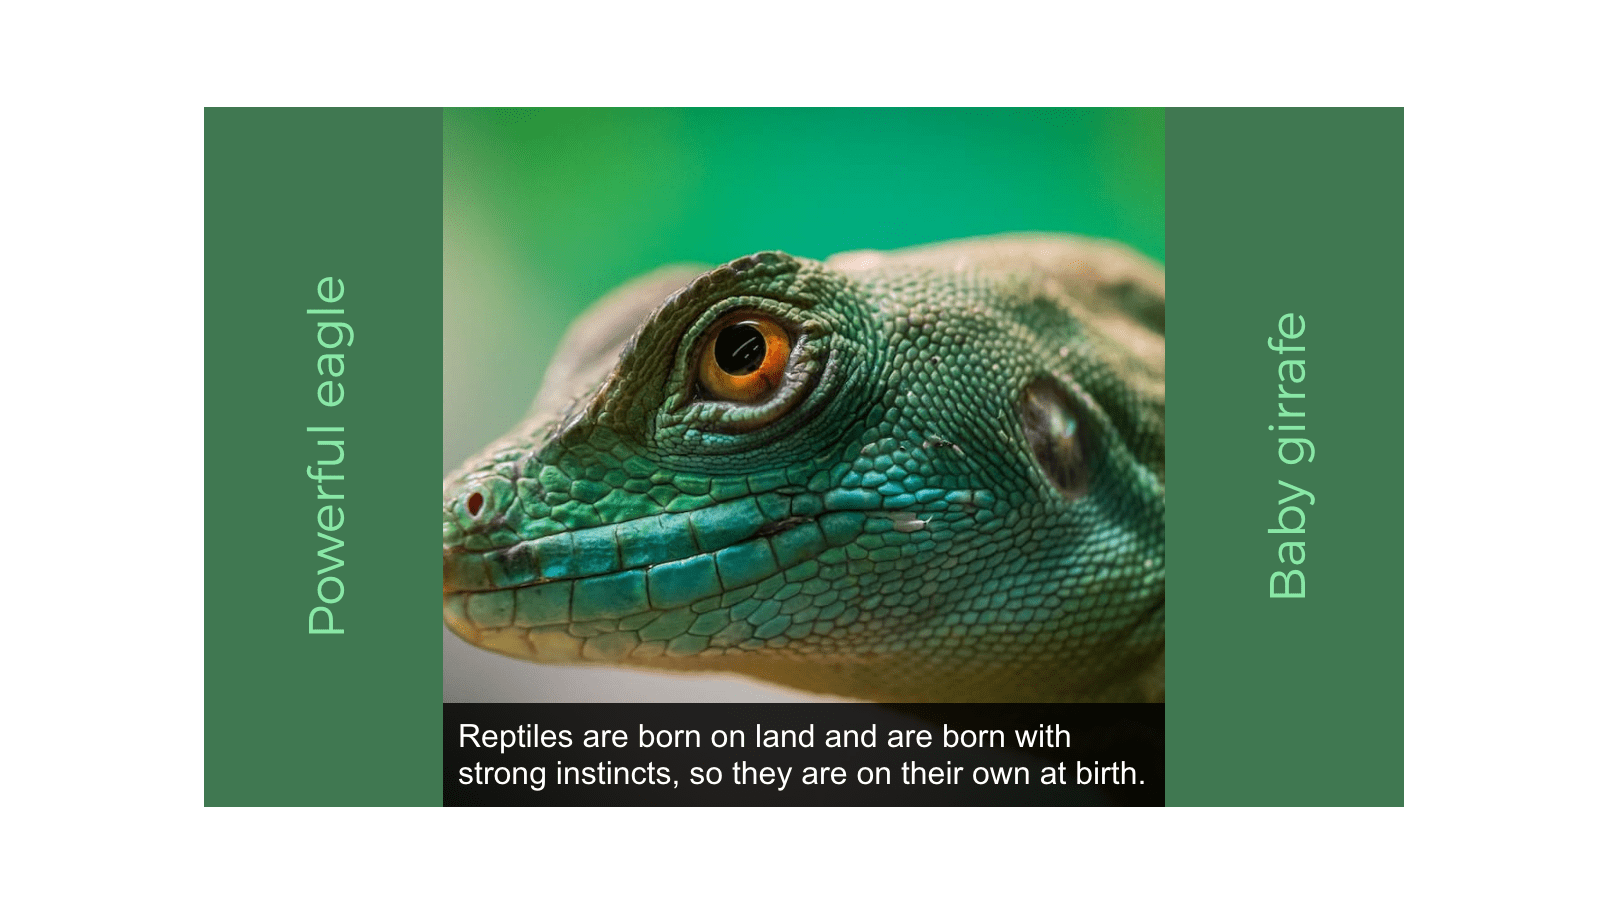 Powerful eagle
Reptiles are born on land and are born with
strong instincts, so they are on their own at birth.
Baby girrafe